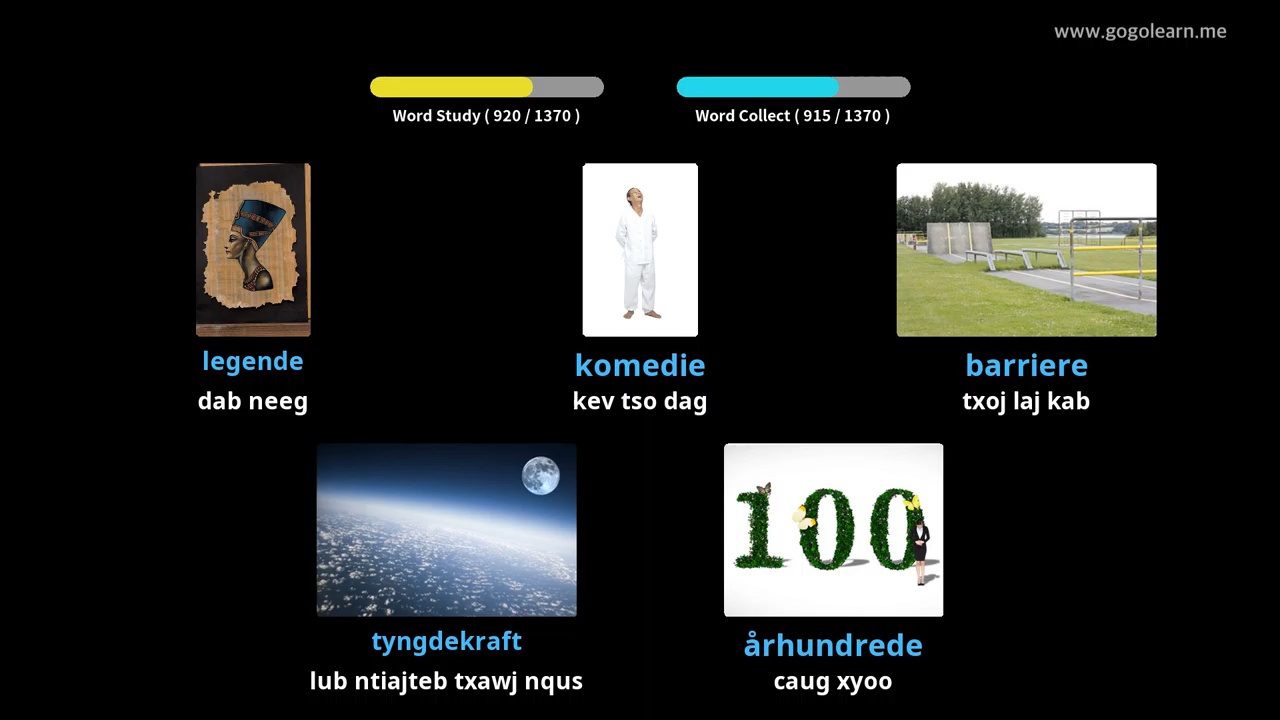 www.gogolearn.me
Word Study ( 920 / 1370 )
Word Collect ( 915 / 1370 )
legende
dab neeg
komedie
kev tso dag
barriere
txoj laj kab
100
tyngdekraft
lub ntiajteb txawj nqus
århundrede
caug xyoo